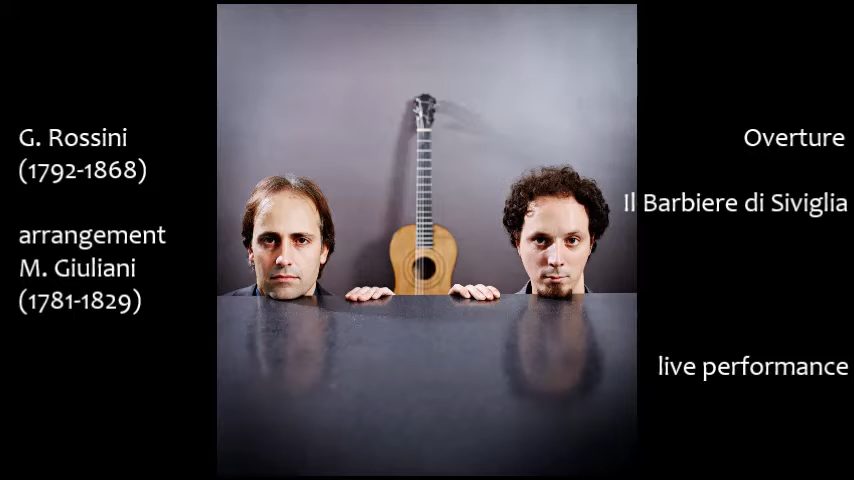 G. Rossini
(1792-1868)
arrangement
M. Giuliani
(1781-1829)
Overture
Il Barbiere di Siviglia
live performance